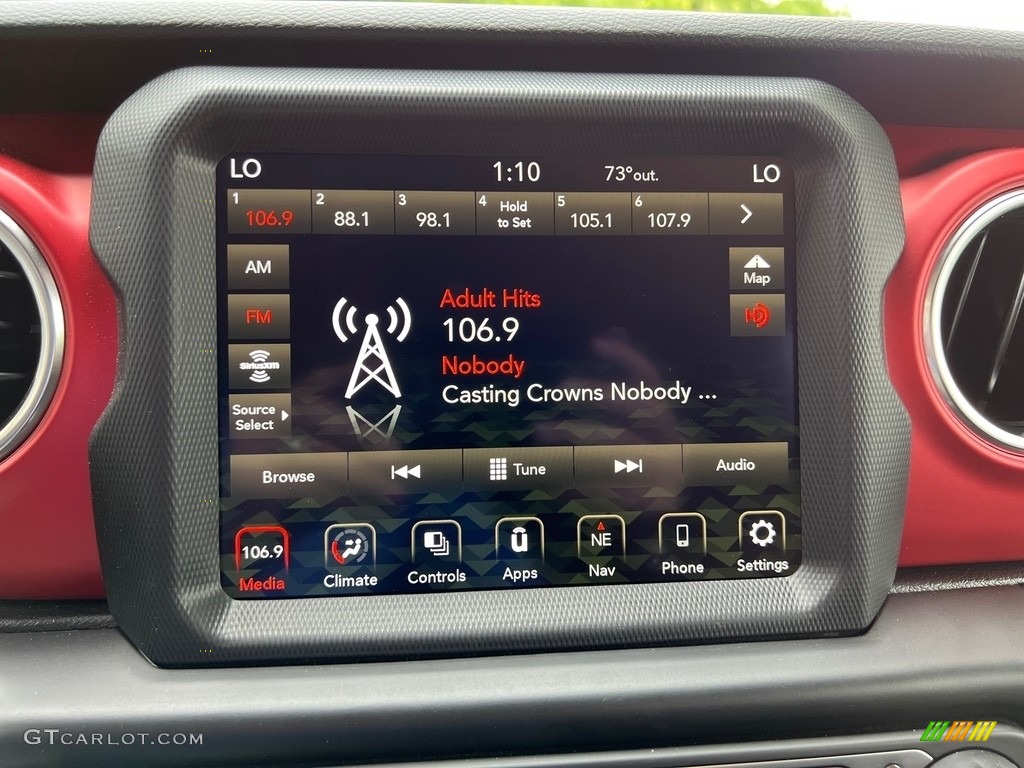 LO 1:10 73°out. LO
1 106.9 2 88.1 3 98.1 4 Hold to Set 5 105.1 6 107.9
AM
Map
FM
Adult Hits
106.9
SiriusXM
Nobody
Casting Crowns Nobody ...
Source
Select
Browse Tune Audio
106.9 NE
Media Climate Controls Apps Nav Phone Settings
GTCARLOT.COM